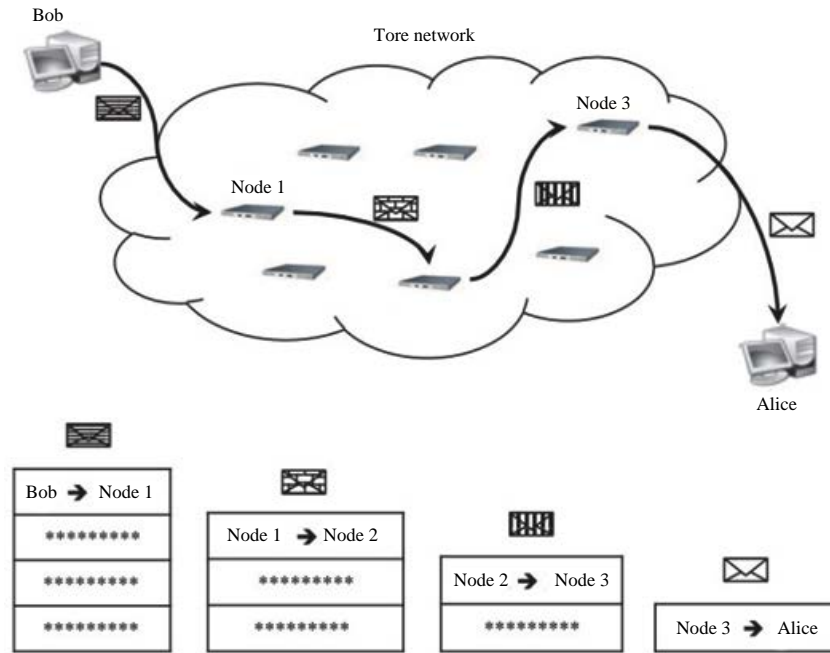 Bob
Tore network
Node 3
Node 1
Alice
Bob ➔ Node 1
*********
*********
*********
Node 1 ➔ Node 2
*********
*********
Node 2 ➔ Node 3
*********
Node 3 ➔ Alice